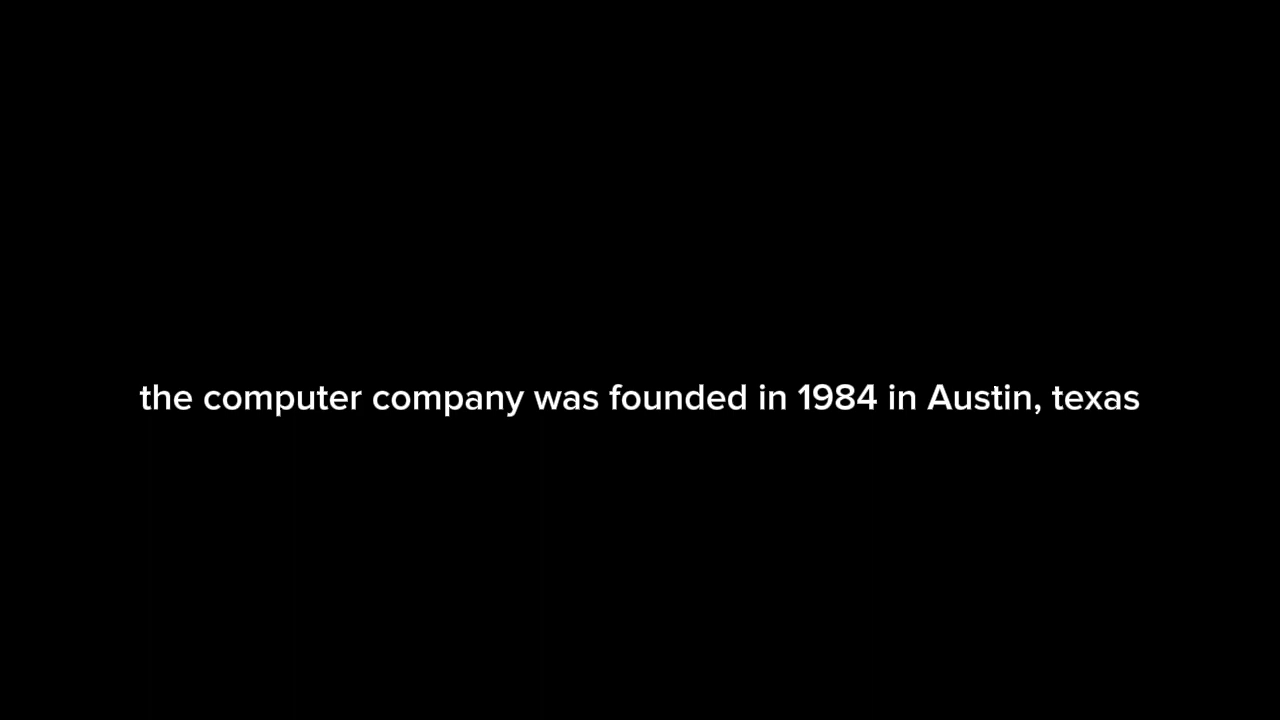 the computer company was founded in 1984 in Austin, texas